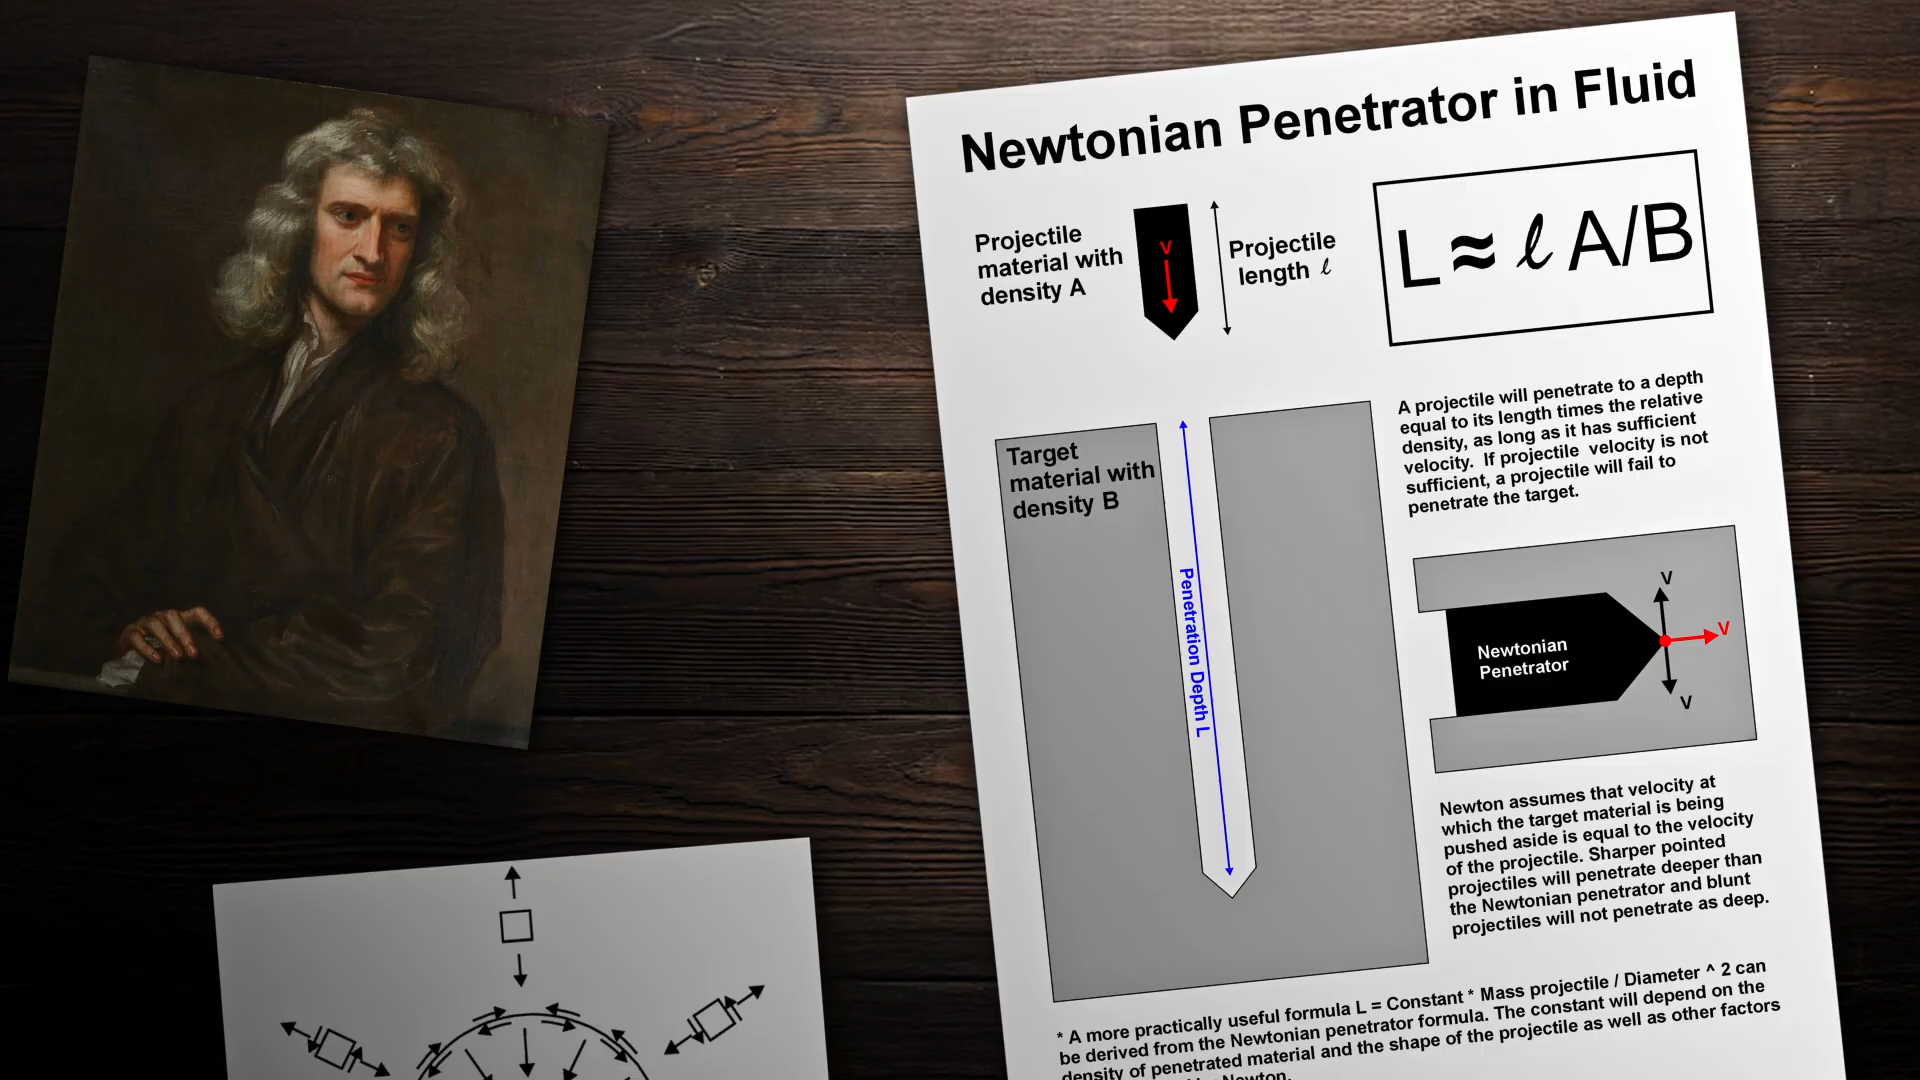 Newtonian Penetrator in Fluid
Projectile
material with
density A
v
Projectile
length ℓ
L ≈ ℓ A/B
Target
material with
density B
Penetration Depth L
A projectile will penetrate to a depth
equal to its length times the relative
density, as long as it has sufficient
velocity. If projectile velocity is not
sufficient, a projectile will fail to
penetrate the target.
Newtonian
Penetrator
v
v
v
Newton assumes that velocity at
which the target material is being
pushed aside is equal to the velocity
of the projectile. Sharper pointed
projectiles will penetrate deeper than
the Newtonian penetrator and blunt
projectiles will not penetrate as deep.
* A more practically useful formula L = Constant * Mass projectile / Diameter ^ 2 can
be derived from the Newtonian penetrator formula. The constant will depend on the
density of penetrated material and the shape of the projectile as well as other factors
Newton.